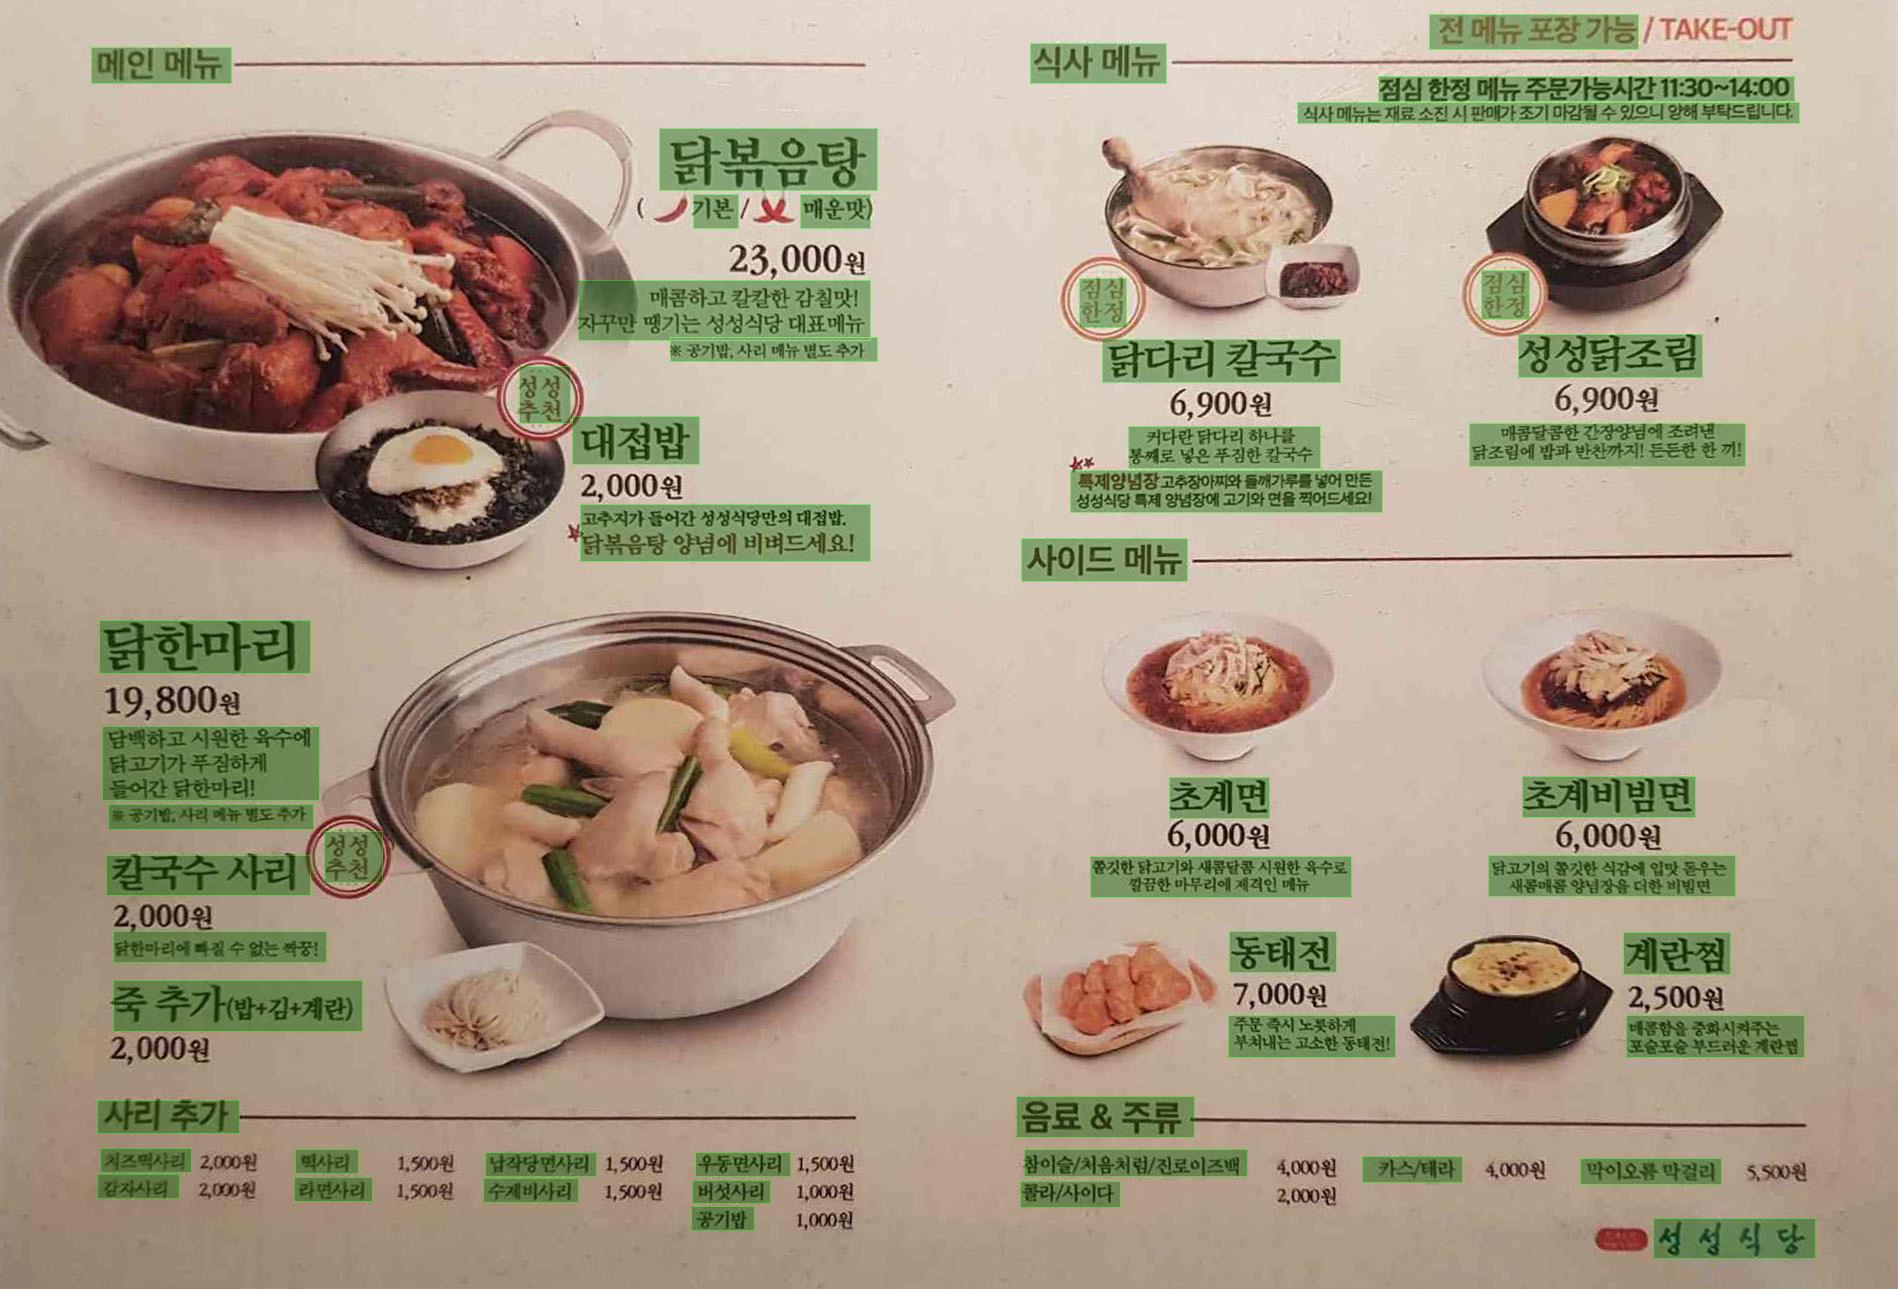 메인 메뉴
닭볶음탕
(기본 / 매운맛)
23,000원
매콤하고 칼칼한 감칠맛!
자꾸만 땡기는 성성식당 대표메뉴
※ 공기밥, 사리 메뉴 별도 추가
성성
추천
대접밥
2,000원
고추지가 들어간 성성식당만의 대접밥.
닭볶음탕 양념에 비벼드세요!
닭한마리
19,800원
담백하고 시원한 육수에
닭고기가 푸짐하게
들어간 닭한마리!
※ 공기밥, 사리 메뉴 별도 추가
성성
추천
칼국수 사리
2,000원
닭한마리에 빠질 수 없는 짝꿍!
죽 추가(밥+김+계란)
2,000원
사리 추가
치즈떡사리 2,000원 떡사리 1,500원 납작당면사리 1,500원 우동면사리 1,500원
감자사리 2,000원 라면사리 1,500원 수제비사리 1,500원 버섯사리 1,000원
공기밥 1,000원
전 메뉴 포장 가능 / TAKE-OUT
식사 메뉴
점심 한정 메뉴 주문가능시간 11:30~14:00
식사 메뉴는 재료 소진 시 판매가 조기 마감될 수 있으니 양해 부탁드립니다.
점심
한정
닭다리 칼국수
6,900원
커다란 닭다리 하나를
통째로 넣은 푸짐한 칼국수
특제양념장 고추장아찌와 들깨가루를 넣어 만든
성성식당 특제 양념장에 고기와 면을 찍어드세요!
점심
한정
성성닭조림
6,900원
매콤달콤한 간장양념에 조려낸
닭조림에 밥과 반찬까지! 든든한 한 끼!
사이드 메뉴
초계면
6,000원
쫄깃한 닭고기와 새콤달콤 시원한 육수로
깔끔한 마무리에 제격인 메뉴
초계비빔면
6,000원
닭고기의 쫄깃한 식감에 입맛 돋우는
새콤매콤 양념장을 더한 비빔면
동태전
7,000원
주문 즉시 노릇하게
부쳐내는 고소한 동태전!
계란찜
2,500원
매콤함을 중화시켜주는
포슬포슬 부드러운 계란찜
음료 & 주류
참이슬/처음처럼/진로이즈백 4,000원 카스/테라 4,000원 막이오름 막걸리 5,500원
콜라/사이다 2,000원
성성식당